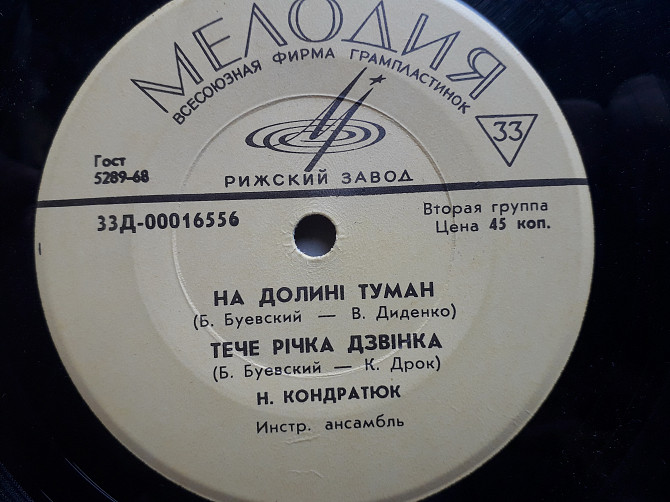 МЕЛОДИЯ
ВСЕСОЮЗНАЯ ФИРМА ГРАМПЛАСТИНОК
33
Гост
5289-68
РИЖСКИЙ ЗАВОД
33Д-00016556
Вторая группа
Цена 45 коп.
НА ДОЛИНІ ТУМАН
(Б. Буевский — В. Диденко)
ТЕЧЕ РІЧКА ДЗВІНКА
(Б. Буевский — К. Дрок)
Н. КОНДРАТЮК
Инстр. ансамбль